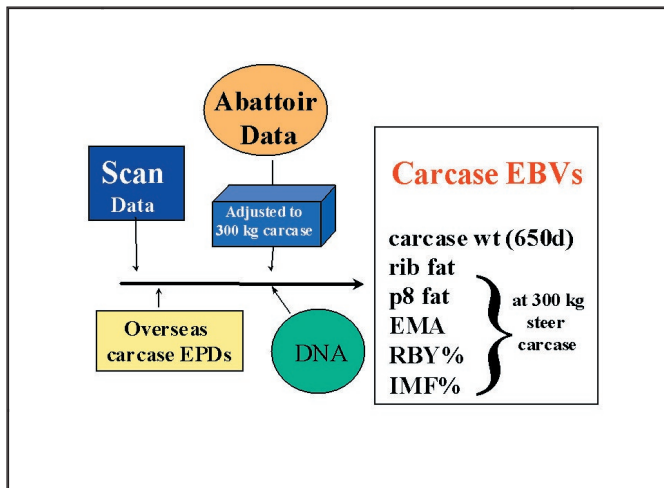 Abattoir
Data
Scan
Data
Adjusted to
300 kg carcase
Overseas
carcase EPDs
DNA
Carcase EBVs
carcase wt (650d)
rib fat
p8 fat
EMA
RBY%
IMF%
at 300 kg
steer
carcase